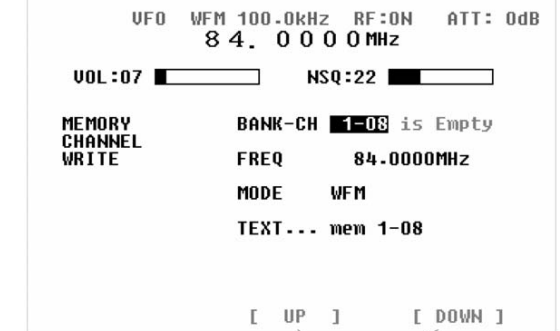 VFO WFM 100.0kHz RF:ON ATT: 0dB
84.0000MHz
VOL:07 NSQ:22
MEMORY
CHANNEL
WRITE
BANK-CH 1-08 is Empty
FREQ 84.0000MHz
MODE WFM
TEXT... mem 1-08
[ UP ] [ DOWN ]